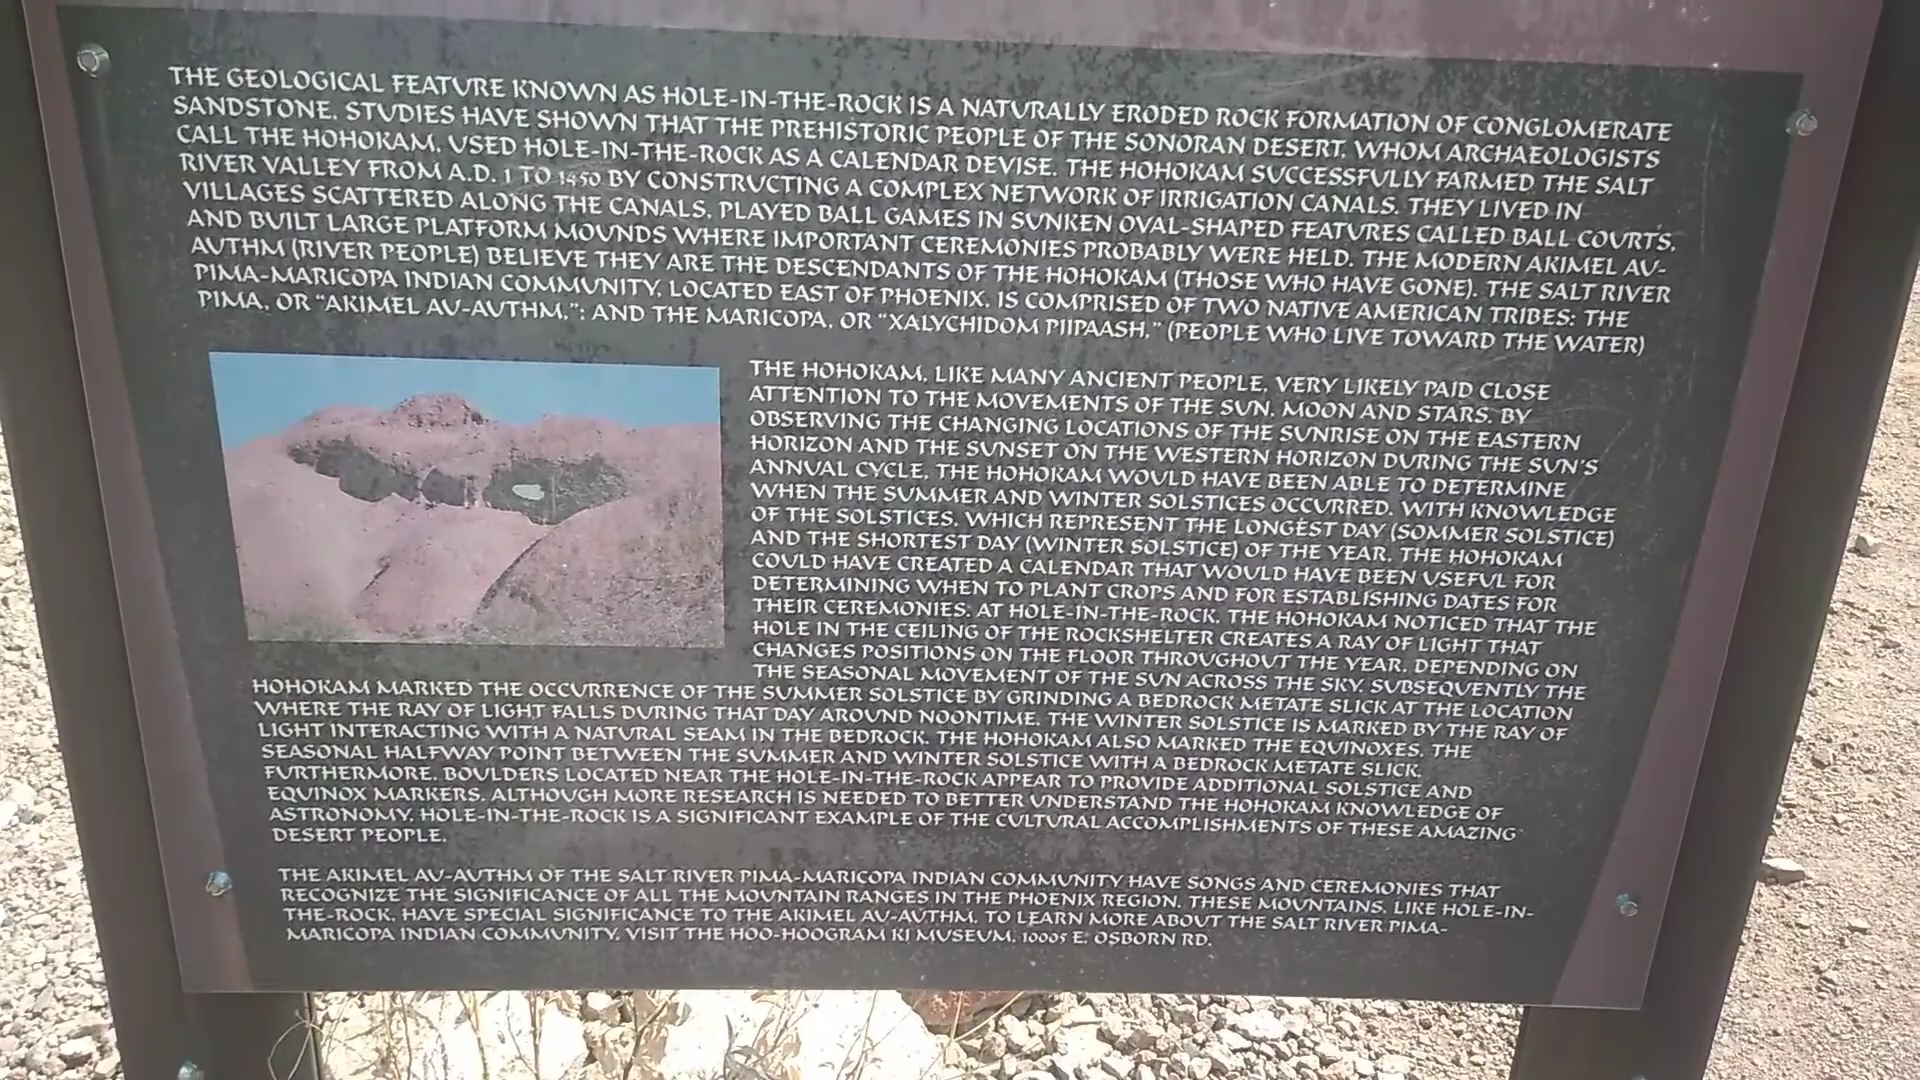 THE GEOLOGICAL FEATURE KNOWN AS HOLE-IN-THE-ROCK IS A NATURALLY ERODED ROCK FORMATION OF CONGLOMERATE
SANDSTONE. STUDIES HAVE SHOWN THAT THE PREHISTORIC PEOPLE OF THE SONORAN DESERT, WHOM ARCHAEOLOGISTS
CALL THE HOHOKAM, USED HOLE-IN-THE-ROCK AS A CALENDAR DEVISE. THE HOHOKAM SUCCESSFULLY FARMED THE SALT
RIVER VALLEY FROM A.D. 1 TO 1450 BY CONSTRUCTING A COMPLEX NETWORK OF IRRIGATION CANALS. THEY LIVED IN
VILLAGES SCATTERED ALONG THE CANALS, PLAYED BALL GAMES IN SUNKEN OVAL-SHAPED FEATURES CALLED BALL COURTS,
AND BUILT LARGE PLATFORM MOUNDS WHERE IMPORTANT CEREMONIES PROBABLY WERE HELD. THE MODERN AKIMEL AU-
AUTHM (RIVER PEOPLE) BELIEVE THEY ARE THE DESCENDANTS OF THE HOHOKAM (THOSE WHO HAVE GONE). THE SALT RIVER
PIMA-MARICOPA INDIAN COMMUNITY, LOCATED EAST OF PHOENIX, IS COMPRISED OF TWO NATIVE AMERICAN TRIBES: THE
PIMA, OR "AKIMEL AU-AUTHM,"; AND THE MARICOPA, OR "XALYCHIDOM PIIPAASH," (PEOPLE WHO LIVE TOWARD THE WATER)
THE HOHOKAM, LIKE MANY ANCIENT PEOPLE, VERY LIKELY PAID CLOSE
ATTENTION TO THE MOVEMENTS OF THE SUN, MOON AND STARS. BY
OBSERVING THE CHANGING LOCATIONS OF THE SUNRISE ON THE EASTERN
HORIZON AND THE SUNSET ON THE WESTERN HORIZON DURING THE SUN'S
ANNUAL CYCLE, THE HOHOKAM WOULD HAVE BEEN ABLE TO DETERMINE
WHEN THE SUMMER AND WINTER SOLSTICES OCCURRED. WITH KNOWLEDGE
OF THE SOLSTICES, WHICH REPRESENT THE LONGEST DAY (SOMMER SOLSTICE)
AND THE SHORTEST DAY (WINTER SOLSTICE) OF THE YEAR, THE HOHOKAM
COULD HAVE CREATED A CALENDAR THAT WOULD HAVE BEEN USEFUL FOR
DETERMINING WHEN TO PLANT CROPS AND FOR ESTABLISHING DATES FOR
THEIR CEREMONIES; AT HOLE-IN-THE-ROCK, THE HOHOKAM NOTICED THAT THE
HOLE IN THE CEILING OF THE ROCKSHELTER CREATES A RAY OF LIGHT THAT
CHANGES POSITIONS ON THE FLOOR THROUGHOUT THE YEAR, DEPENDING ON
THE SEASONAL MOVEMENT OF THE SUN ACROSS THE SKY. SUBSEQUENTLY THE
HOHOKAM MARKED THE OCCURRENCE OF THE SUMMER SOLSTICE BY GRINDING A BEDROCK METATE SLICK AT THE LOCATION
WHERE THE RAY OF LIGHT FALLS DURING THAT DAY AROUND NOONTIME. THE WINTER SOLSTICE IS MARKED BY THE RAY OF
LIGHT INTERACTING WITH A NATURAL SEAM IN THE BEDROCK. THE HOHOKAM ALSO MARKED THE EQUINOXES, THE
SEASONAL HALFWAY POINT BETWEEN THE SUMMER AND WINTER SOLSTICE WITH A BEDROCK METATE SLICK.
FURTHERMORE, BOULDERS LOCATED NEAR THE HOLE-IN-THE-ROCK APPEAR TO PROVIDE ADDITIONAL SOLSTICE AND
EQUINOX MARKERS. ALTHOUGH MORE RESEARCH IS NEEDED TO BETTER UNDERSTAND THE HOHOKAM KNOWLEDGE OF
ASTRONOMY, HOLE-IN-THE-ROCK IS A SIGNIFICANT EXAMPLE OF THE CULTURAL ACCOMPLISHMENTS OF THESE AMAZING
DESERT PEOPLE.
THE AKIMEL AU-AUTHM OF THE SALT RIVER PIMA-MARICOPA INDIAN COMMUNITY HAVE SONGS AND CEREMONIES THAT
RECOGNIZE THE SIGNIFICANCE OF ALL THE MOUNTAIN RANGES IN THE PHOENIX REGION. THESE MOUNTAINS, LIKE HOLE-IN-
THE-ROCK, HAVE SPECIAL SIGNIFICANCE TO THE AKIMEL AU-AUTHM. TO LEARN MORE ABOUT THE SALT RIVER PIMA-
MARICOPA INDIAN COMMUNITY, VISIT THE HOO-HOOGRAM KI MUSEUM, 10005 E. OSBORN RD.